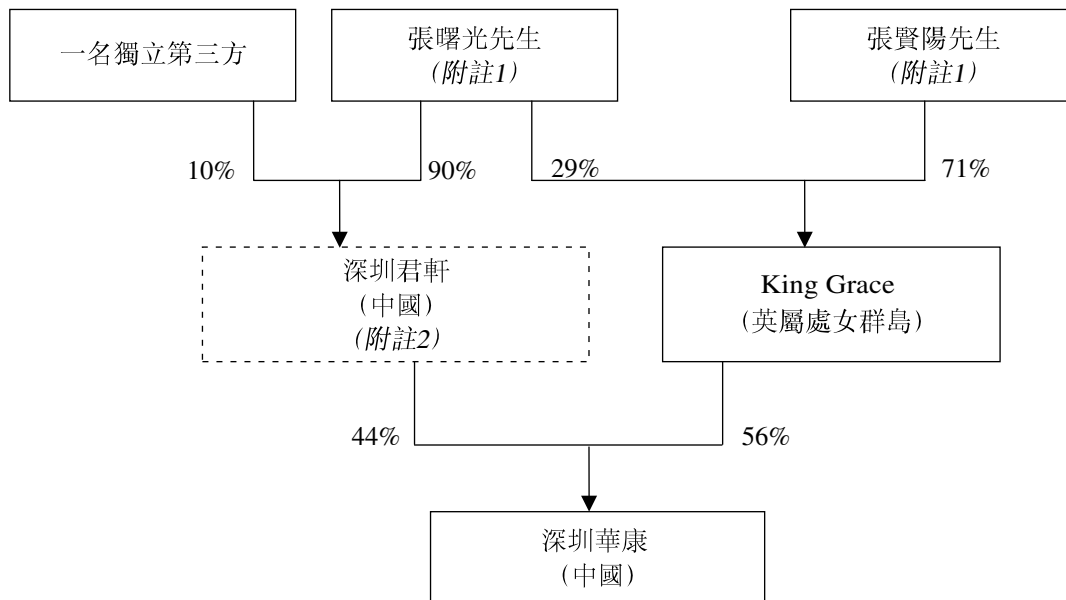 一名獨立第三方
張曙光先生
(附註1)
張賢陽先生
(附註1)
10%
90%
29%
71%
深圳君軒
(中國)
(附註2)
King Grace
(英屬處女群島)
44%
56%
深圳華康
(中國)